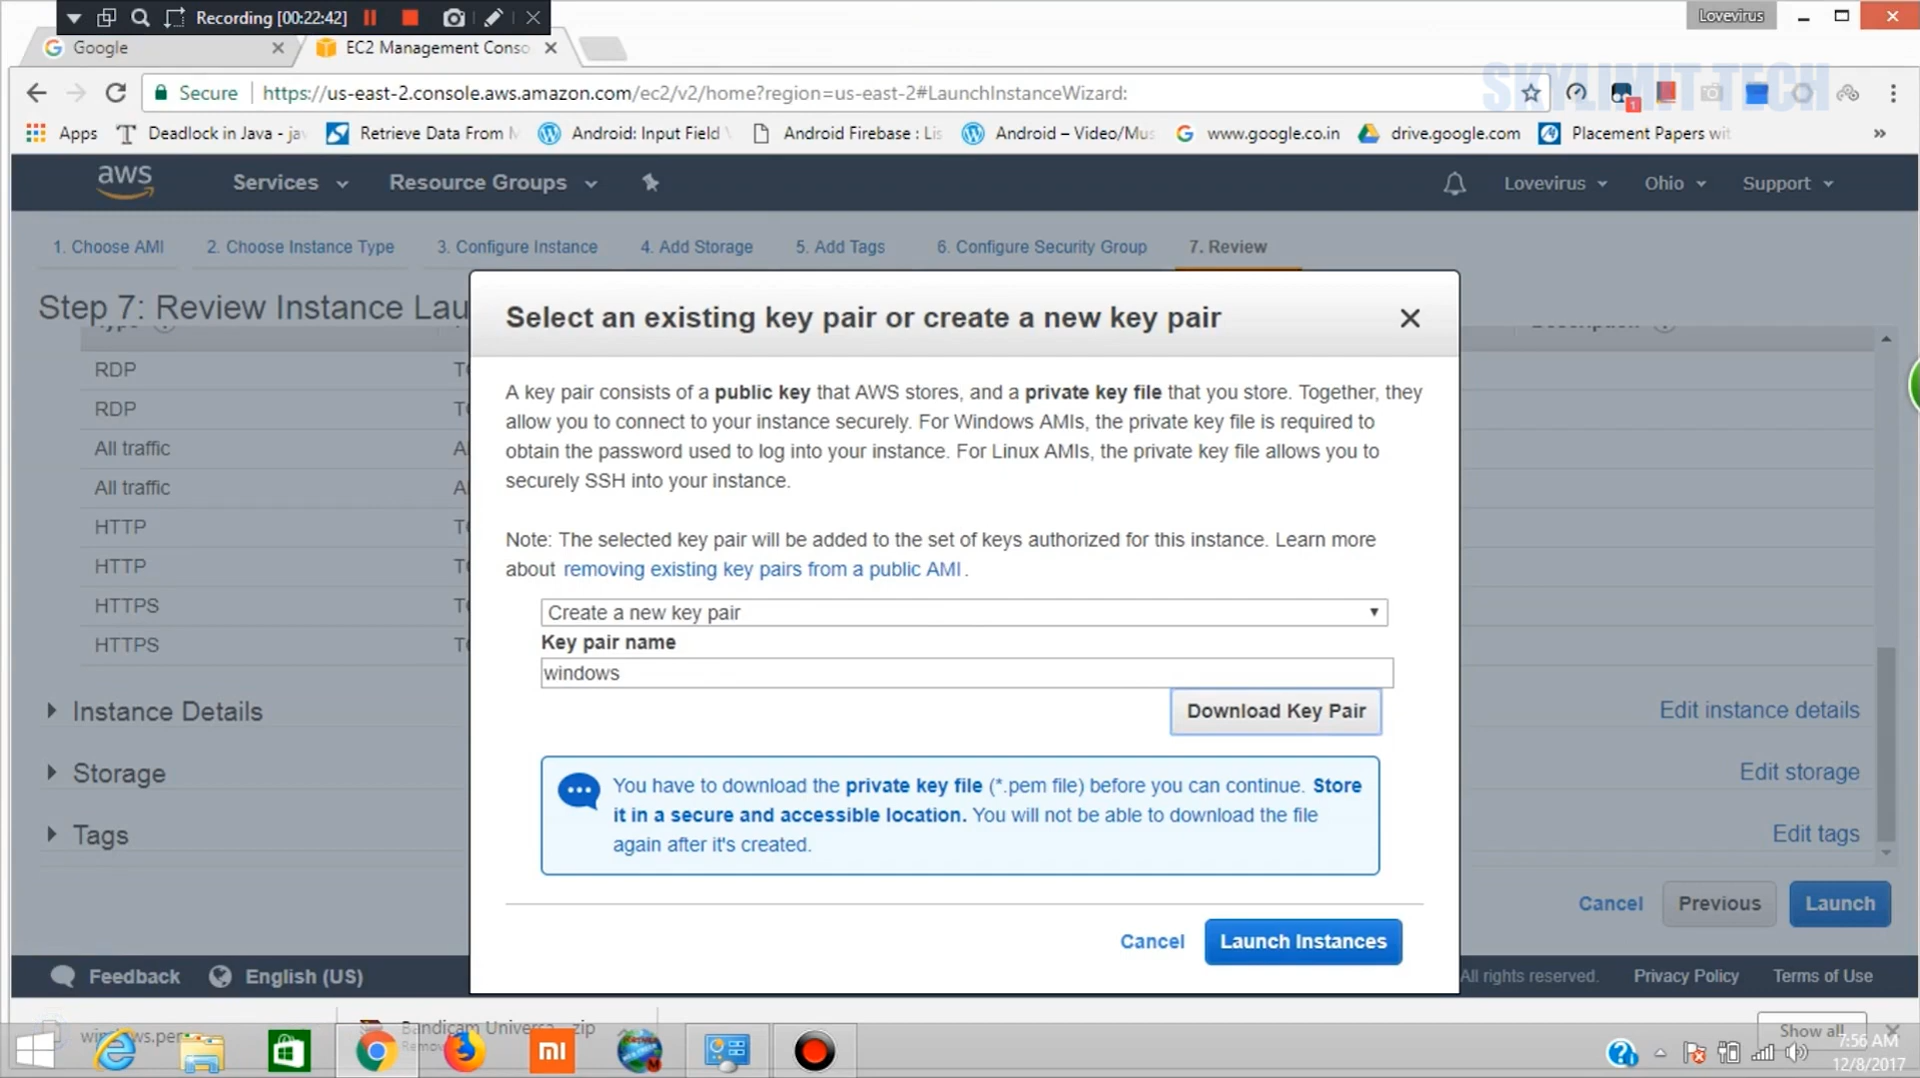 Recording [00:22:42]
Lovevirus
Google
EC2 Management Conso
SKYLIMIT TECH
Secure
https://us-east-2.console.aws.amazon.com/ec2/v2/home?region=us-east-2#LaunchInstanceWizard:
Apps
Deadlock in Java - jav
Retrieve Data From M
Android: Input Field V
Android Firebase : Lis
Android – Video/Mus
www.google.co.in
drive.google.com
Placement Papers wit
aws
Services
Resource Groups
Lovevirus
Ohio
Support
1. Choose AMI
2. Choose Instance Type
3. Configure Instance
4. Add Storage
5. Add Tags
6. Configure Security Group
7. Review
Step 7: Review Instance Lau
Select an existing key pair or create a new key pair
RDP
RDP
All traffic
All traffic
HTTP
HTTP
HTTPS
HTTPS
A key pair consists of a public key that AWS stores, and a private key file that you store. Together, they
allow you to connect to your instance securely. For Windows AMIs, the private key file is required to
obtain the password used to log into your instance. For Linux AMIs, the private key file allows you to
securely SSH into your instance.
Note: The selected key pair will be added to the set of keys authorized for this instance. Learn more
about removing existing key pairs from a public AMI.
Create a new key pair
Key pair name
windows
Download Key Pair
You have to download the private key file (*.pem file) before you can continue. Store
it in a secure and accessible location. You will not be able to download the file
again after it's created.
Cancel
Launch Instances
Instance Details
Edit instance details
Storage
Edit storage
Tags
Edit tags
Cancel
Previous
Launch
Feedback
English (US)
All rights reserved.
Privacy Policy
Terms of Use
Bandicam Universa...zip
Show all
7:56 AM
12/8/2017